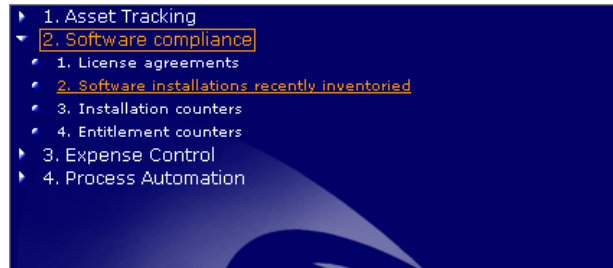 1. Asset Tracking
2. Software compliance
1. License agreements
2. Software installations recently inventoried
3. Installation counters
4. Entitlement counters
3. Expense Control
4. Process Automation